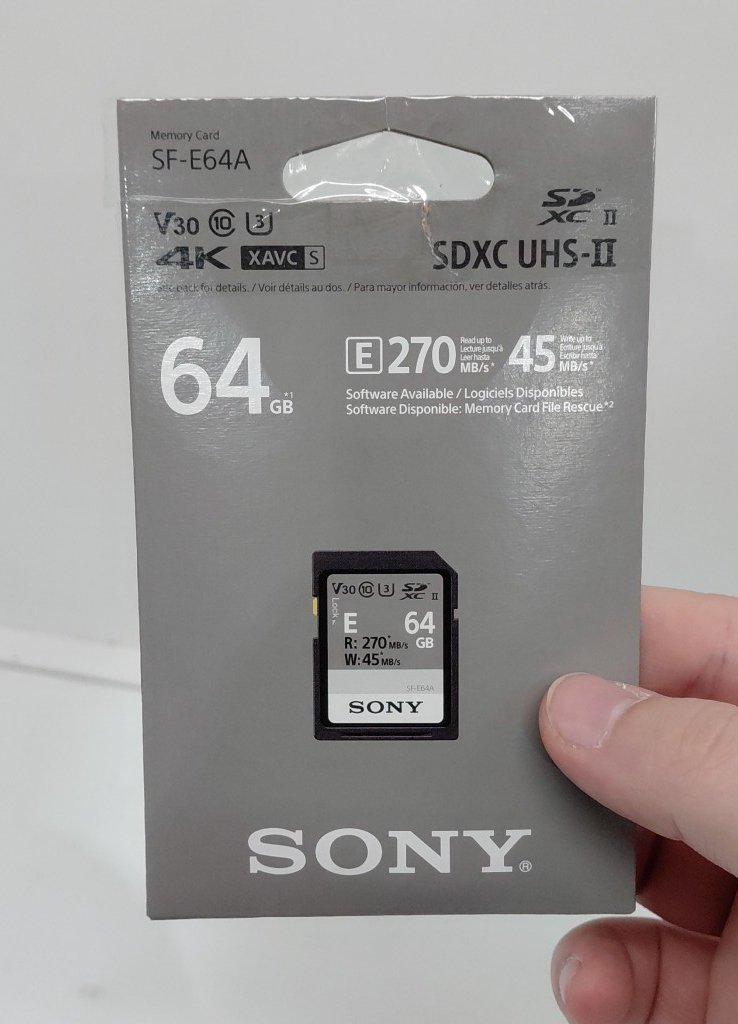 Memory Card
SF-E64A
V30 10 U3
4K XAVC S
SD XC II
SDXC UHS-II
See back for details. / Voir détails au dos. / Para mayor información, ver detalles atrás.
64 GB *1
E 270 MB/s* Read up to Lecture jusqu'à Leer hasta
45 MB/s* Write up to Écriture jusqu'à Escribir hasta
Software Available / Logiciels Disponibles
Software Disponible: Memory Card File Rescue*2
V30 10 U3 SD XC II
Lock
E 64 GB
R: 270 MB/s*
W: 45 MB/s*
SF-E64A
SONY
SONY®